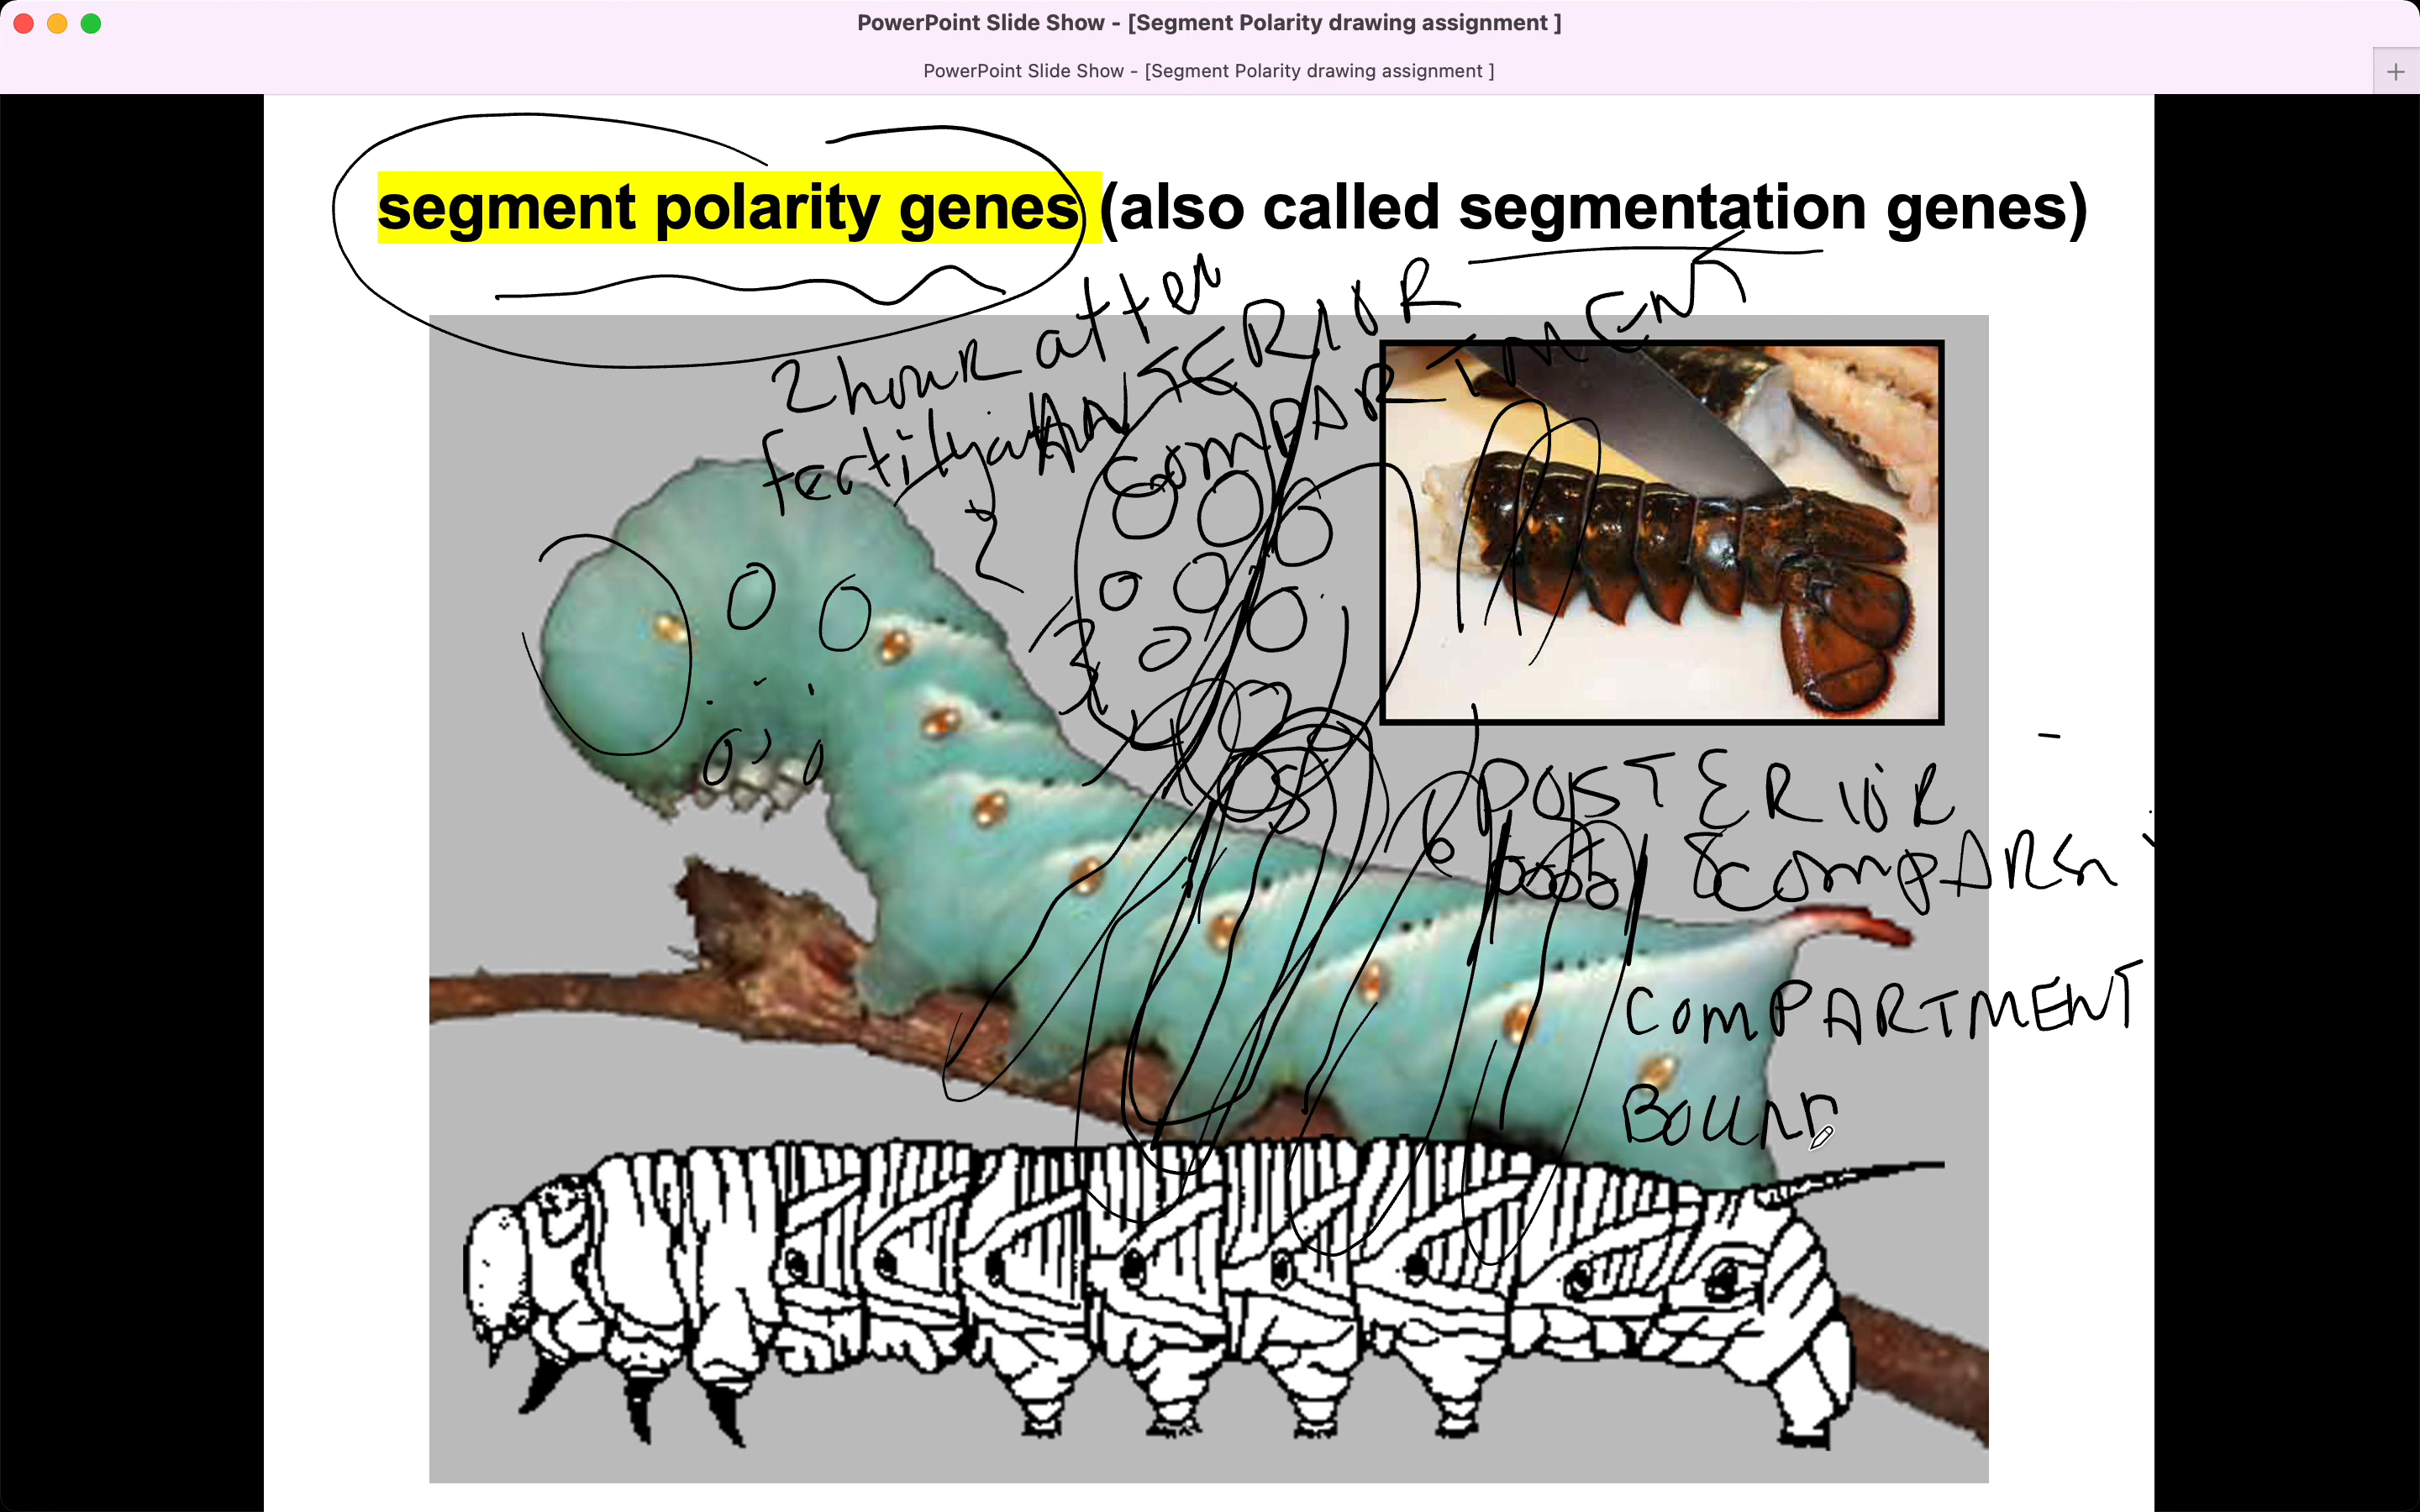 PowerPoint Slide Show - [Segment Polarity drawing assignment ]
PowerPoint Slide Show - [Segment Polarity drawing assignment ]
segment polarity genes (also called segmentation genes)
2 hour after
ANTERIOR
COMPARTMENT
POSTERIOR
COMPARTMENT
BOUN